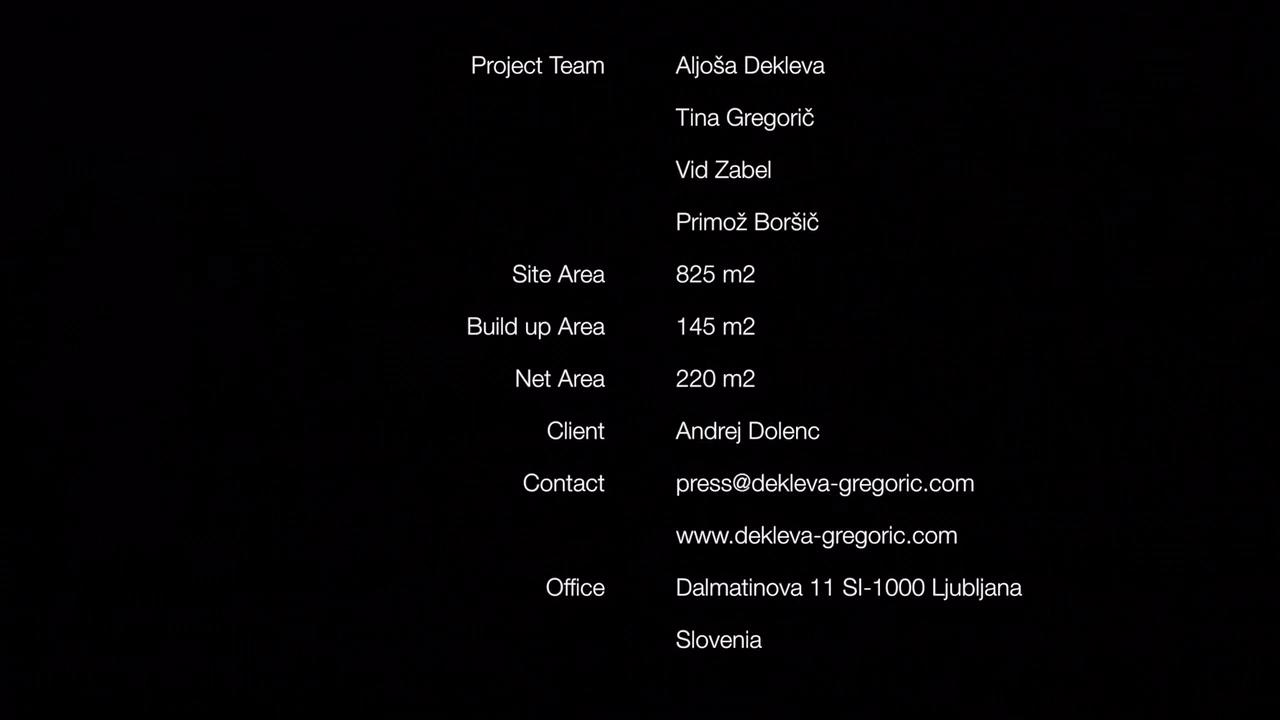 Project Team Aljoša Dekleva
Tina Gregorič
Vid Zabel
Primož Boršič
Site Area 825 m2
Build up Area 145 m2
Net Area 220 m2
Client Andrej Dolenc
Contact press@dekleva-gregoric.com
www.dekleva-gregoric.com
Office Dalmatinova 11 SI-1000 Ljubljana
Slovenia